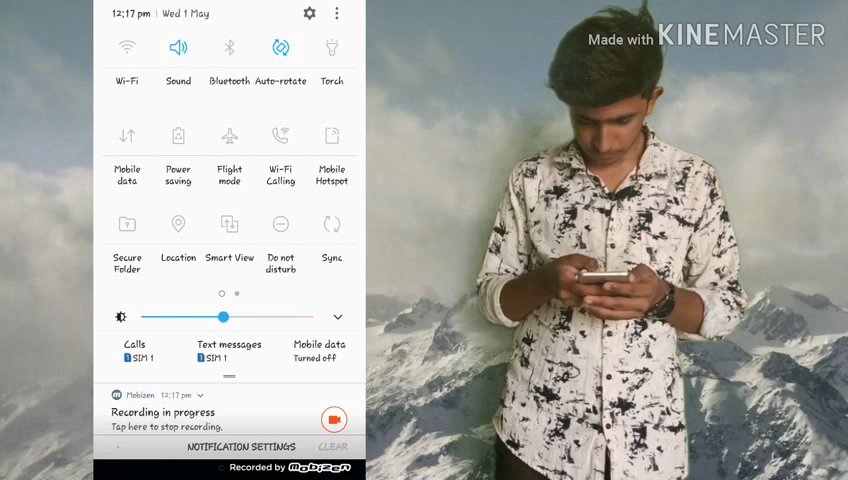 12:17 pm | Wed 1 May
Made with KINEMASTER
Wi-Fi
Sound
Bluetooth
Auto-rotate
Torch
Mobile
data
Power
saving
Flight
mode
Wi-Fi
Calling
Mobile
Hotspot
Secure
Folder
Location
Smart View
Do not
disturb
Sync
Calls
1 SIM 1
Text messages
1 SIM 1
Mobile data
Turned off
m Mobizen 12:17 pm
Recording in progress
Tap here to stop recording.
NOTIFICATION SETTINGS
CLEAR
Recorded by mobizen